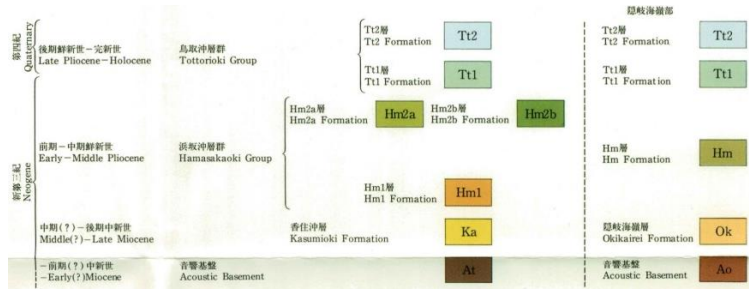 隠岐海嶺部
第四紀
Quaternary
後期鮮新世-完新世
Late Pliocene-Holocene
鳥取沖層群
Tottorioki Group
Tt2層
Tt2 Formation
Tt2
Tt2層
Tt2 Formation
Tt2
Tt1層
Tt1 Formation
Tt1
Tt1層
Tt1 Formation
Tt1
新第三紀
Neogene
前期-中期鮮新世
Early-Middle Pliocene
浜坂沖層群
Hamasakaoki Group
Hm2a層
Hm2a Formation
Hm2a
Hm2b層
Hm2b Formation
Hm2b
Hm層
Hm Formation
Hm
Hm1層
Hm1 Formation
Hm1
中期(?)-後期中新世
Middle(?)-Late Miocene
香住沖層
Kasumioki Formation
Ka
隠岐海嶺層
Okikairei Formation
Ok
-前期(?)中新世
-Early(?)Miocene
音響基盤
Acoustic Basement
At
音響基盤
Acoustic Basement
Ao